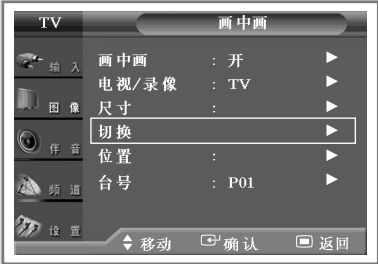 TV 画中画
输入
图像
伴音
频道
设置
画中画 : 开
电视/录像 : TV
尺寸 :
切换
位置 :
台号 : P01
移动 确认 返回